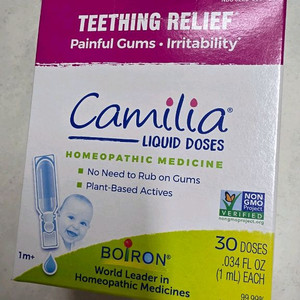 TEETHING RELIEF
Painful Gums • Irritability*
Camilia®
LIQUID DOSES
HOMEOPATHIC MEDICINE
• No Need to Rub on Gums
• Plant-Based Actives
NON
GMO
Project
VERIFIED
nongmoproject.org
1m+
BOIRON®
30 DOSES
.034 FL OZ
(1 mL) EACH
World Leader in
Homeopathic Medicines